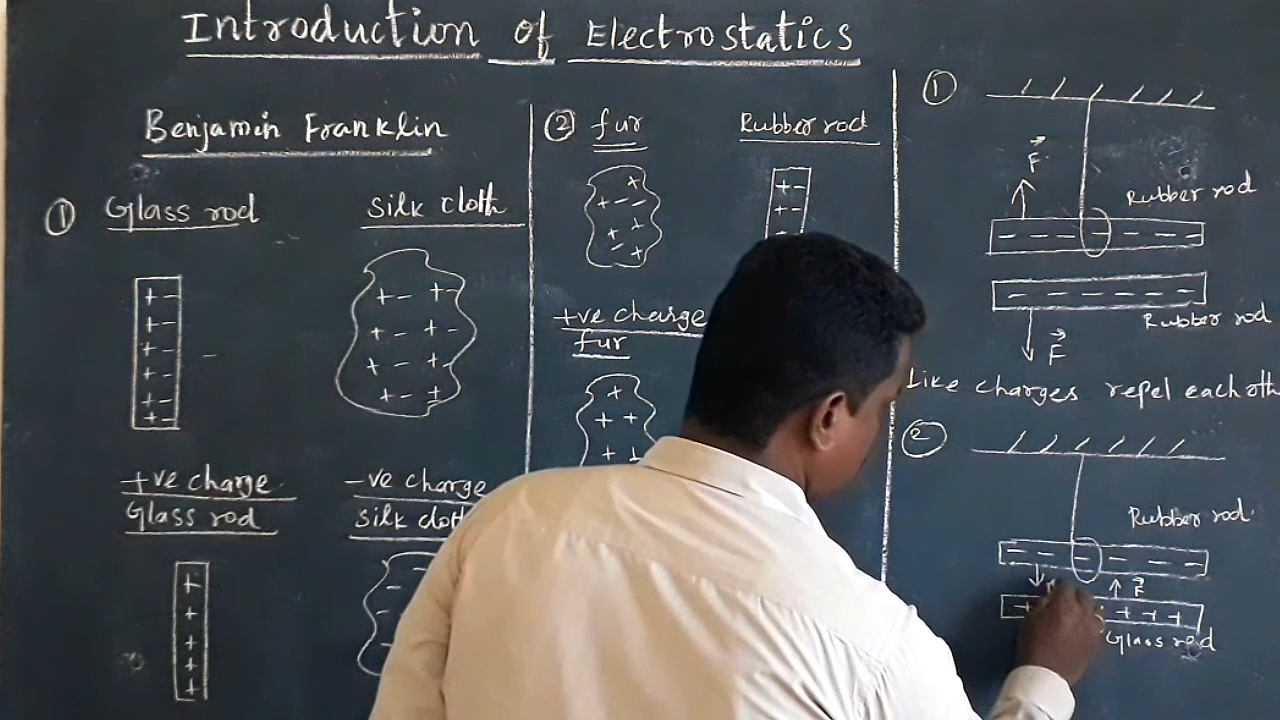 Introduction of Electrostatics
Benjamin Franklin
① Glass rod
silk cloth
+ -
+ -
+ -
+ -
+ -
+ -
+ - + -
+ - + -
+ - + -
+ - +
+ve charge
Glass rod
-ve charge
silk cloth
+
+
+
+
+
② fur
Rubber rod
+
+ - -
+ +
- +
+ -
+ -
+ve charge
fur
+
+ +
+
①
F
Rubber rod
- - - - - - -
- - - - - -
Rubber rod
F
Like charges repel each oth
②
Rubber rod
- - - - - -
F
+ + + +
Glass rod